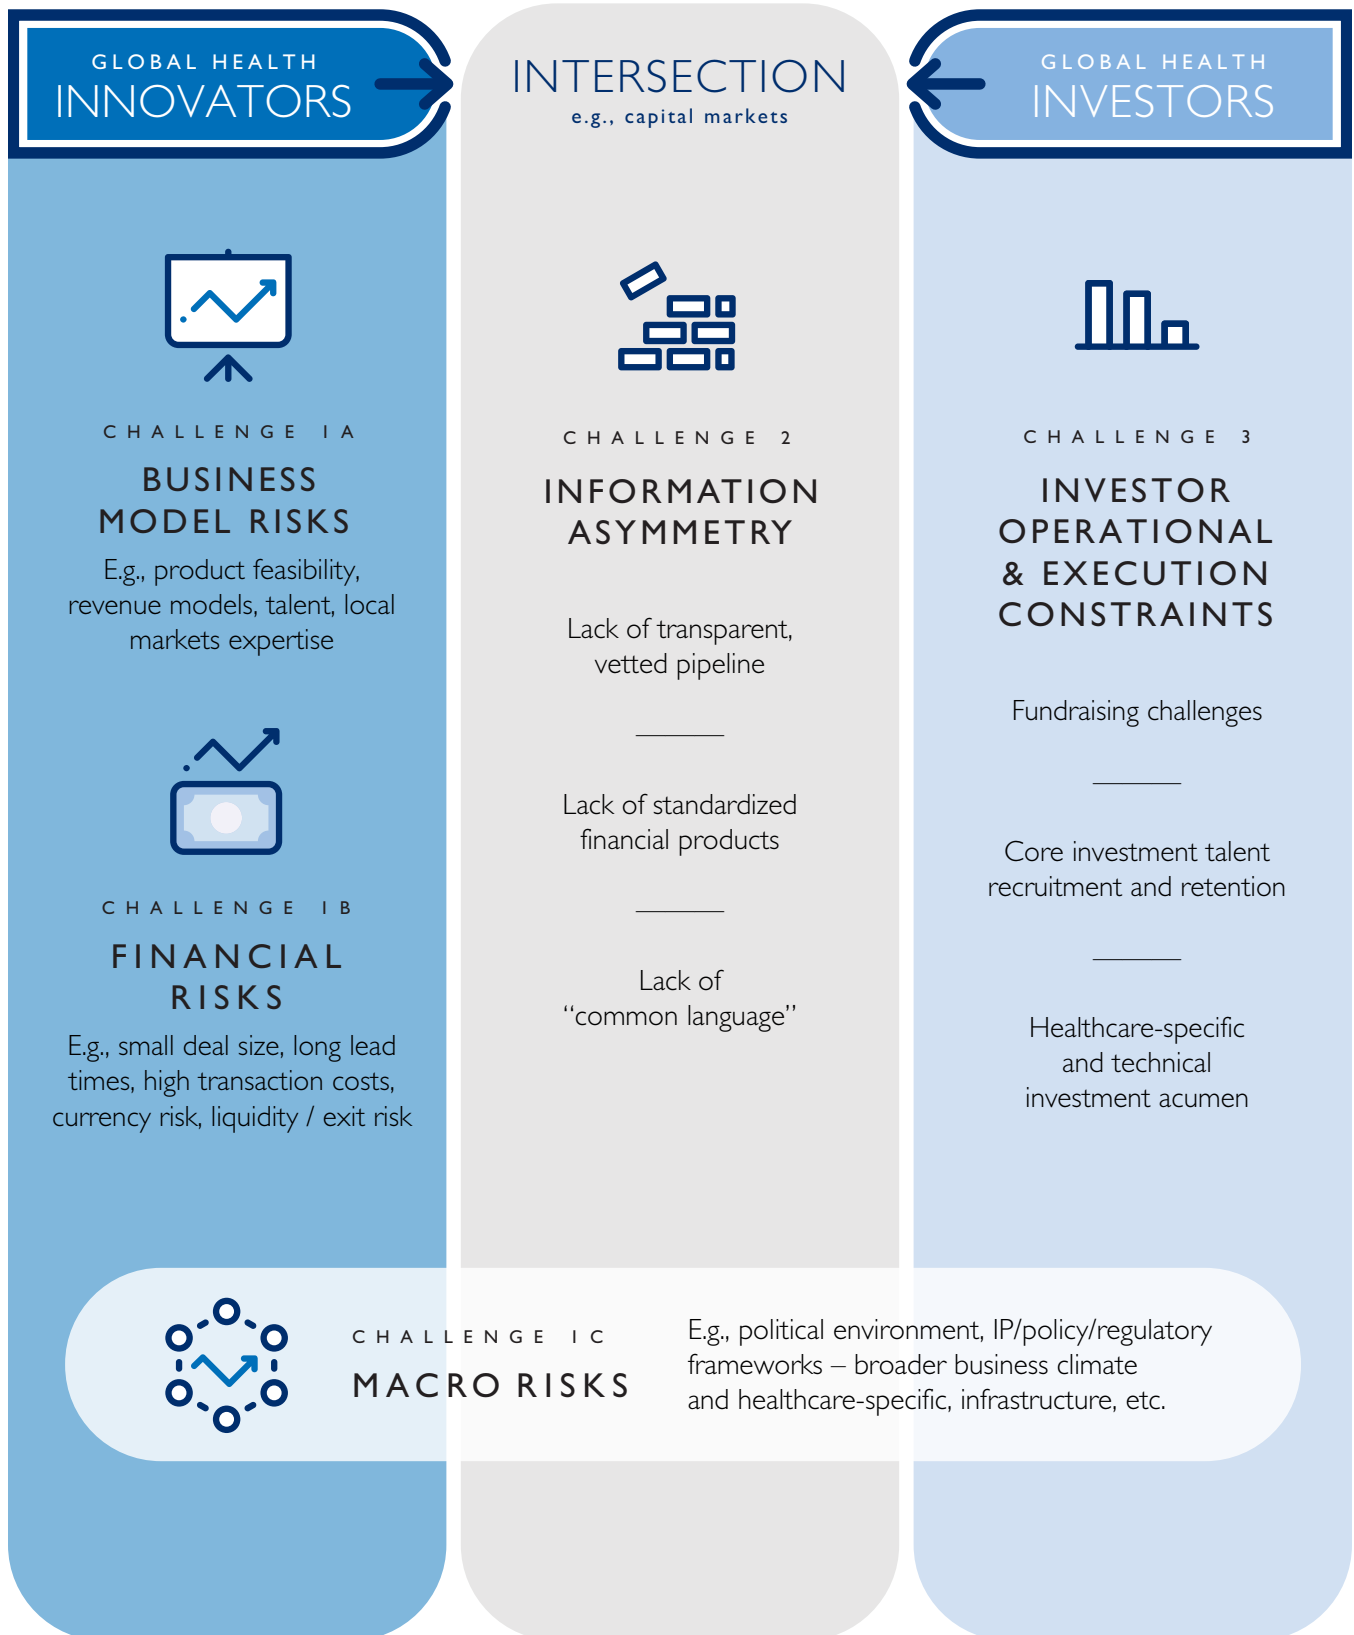 GLOBAL HEALTH
INNOVATORS
INTERSECTION
e.g., capital markets
GLOBAL HEALTH
INVESTORS
CHALLENGE 1A
BUSINESS
MODEL RISKS
E.g., product feasibility,
revenue models, talent, local
markets expertise
CHALLENGE 1B
FINANCIAL
RISKS
E.g., small deal size, long lead
times, high transaction costs,
currency risk, liquidity / exit risk
CHALLENGE 2
INFORMATION
ASYMMETRY
Lack of transparent,
vetted pipeline
Lack of standardized
financial products
Lack of
“common language”
CHALLENGE 3
INVESTOR
OPERATIONAL
& EXECUTION
CONSTRAINTS
Fundraising challenges
Core investment talent
recruitment and retention
Healthcare-specific
and technical
investment acumen
CHALLENGE 1C
MACRO RISKS
E.g., political environment, IP/policy/regulatory
frameworks – broader business climate
and healthcare-specific, infrastructure, etc.